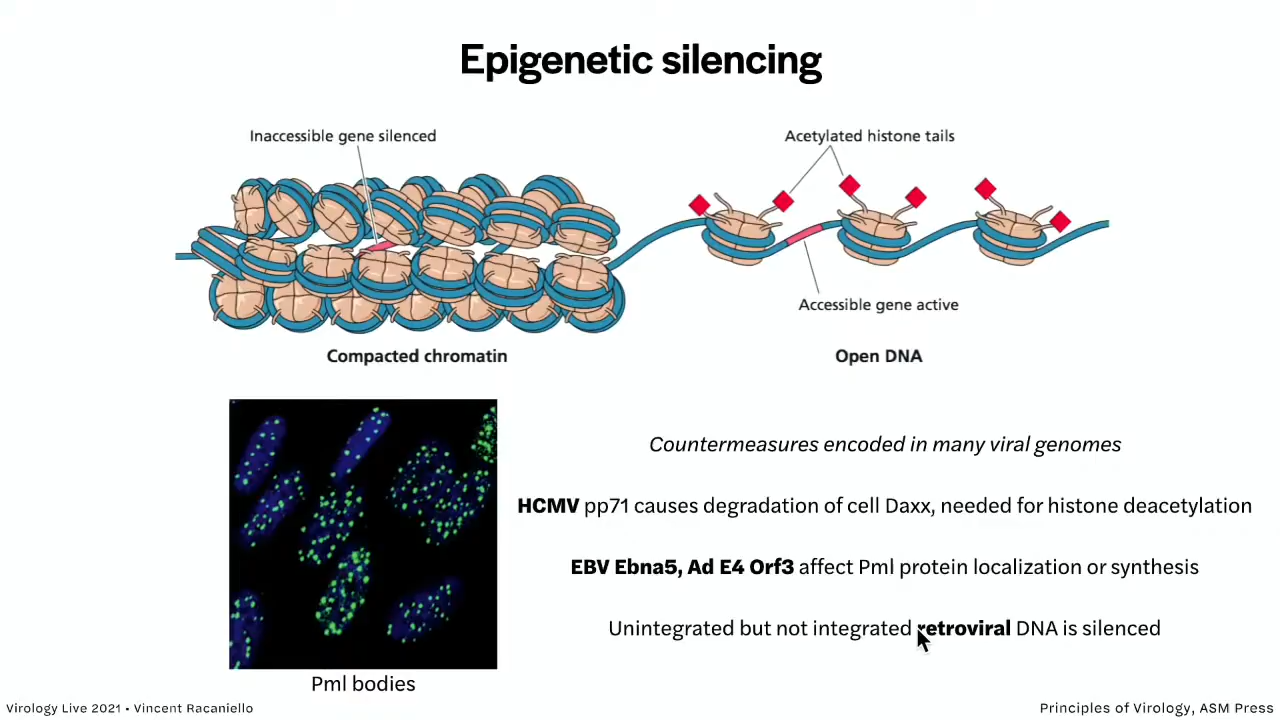 Epigenetic silencing
Inaccessible gene silenced
Acetylated histone tails
Accessible gene active
Compacted chromatin
Open DNA
Countermeasures encoded in many viral genomes
HCMV pp71 causes degradation of cell Daxx, needed for histone deacetylation
EBV Ebna5, Ad E4 Orf3 affect Pml protein localization or synthesis
Unintegrated but not integrated retroviral DNA is silenced
Pml bodies
Virology Live 2021 • Vincent Racaniello
Principles of Virology, ASM Press